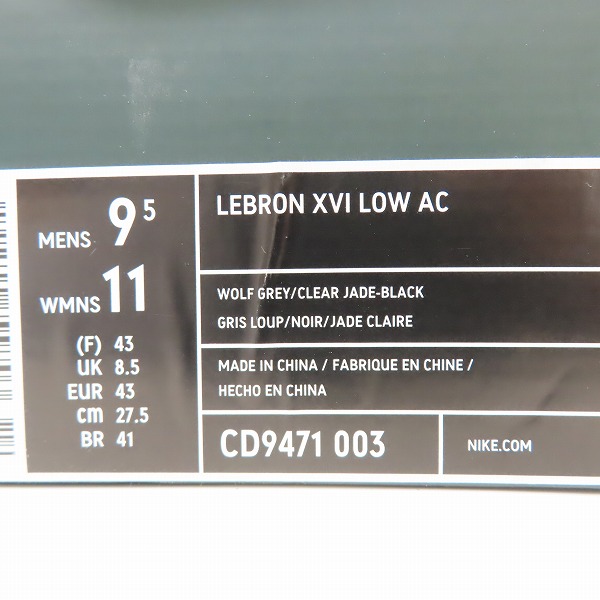 MENS 9 5
WMNS 11
(F) 43
UK 8.5
EUR 43
cm 27.5
BR 41
LEBRON XVI LOW AC
WOLF GREY/CLEAR JADE-BLACK
GRIS LOUP/NOIR/JADE CLAIRE
MADE IN CHINA / FABRIQUE EN CHINE /
HECHO EN CHINA
CD9471 003
NIKE.COM